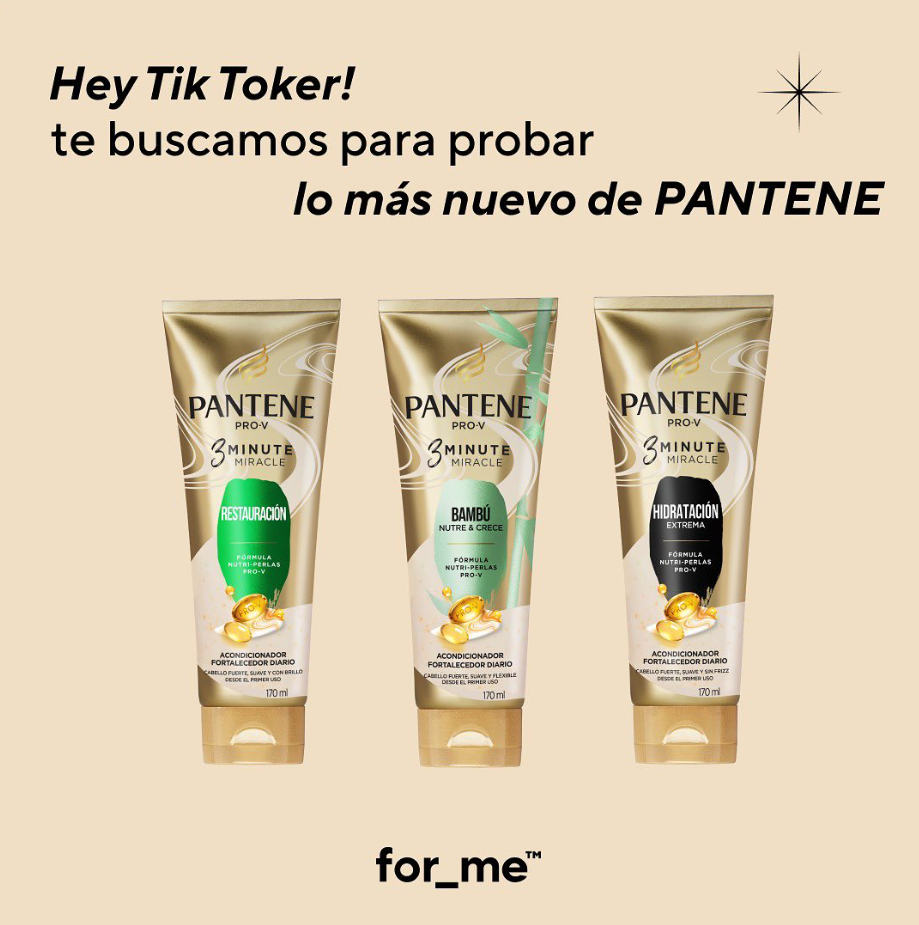 Hey Tik Toker!
te buscamos para probar
lo más nuevo de PANTENE
PANTENE
PRO-V
3 MINUTE
MIRACLE
RESTAURACIÓN
FÓRMULA
NUTRI-PERLAS
PRO-V
PRO-V
ACONDICIONADOR
FORTALECEDOR DIARIO
CABELLO FUERTE, SUAVE Y CON BRILLO
DESDE EL PRIMER USO
170 ml
PANTENE
PRO-V
3 MINUTE
MIRACLE
BAMBÚ
NUTRE & CRECE
FÓRMULA
NUTRI-PERLAS
PRO-V
PRO-V
ACONDICIONADOR
FORTALECEDOR DIARIO
CABELLO FUERTE, SUAVE Y FLEXIBLE
DESDE EL PRIMER USO
170 ml
PANTENE
PRO-V
3 MINUTE
MIRACLE
HIDRATACIÓN
EXTREMA
FÓRMULA
NUTRI-PERLAS
PRO-V
PRO-V
ACONDICIONADOR
FORTALECEDOR DIARIO
CABELLO FUERTE, SUAVE Y SIN FRIZZ
DESDE EL PRIMER USO
170 ml
for_me™